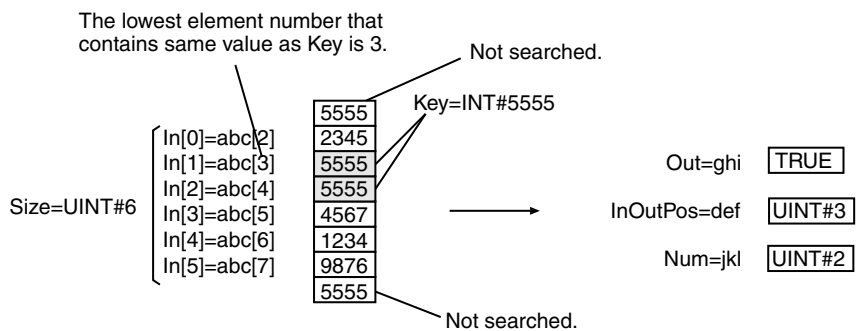 The lowest element number that
contains same value as Key is 3.
Not searched.
Key=INT#5555
5555
In[0]=abc[2] 2345
In[1]=abc[3] 5555
In[2]=abc[4] 5555
Size=UINT#6
In[3]=abc[5] 4567
In[4]=abc[6] 1234
In[5]=abc[7] 9876
5555
Not searched.
Out=ghi TRUE
InOutPos=def UINT#3
Num=jkl UINT#2